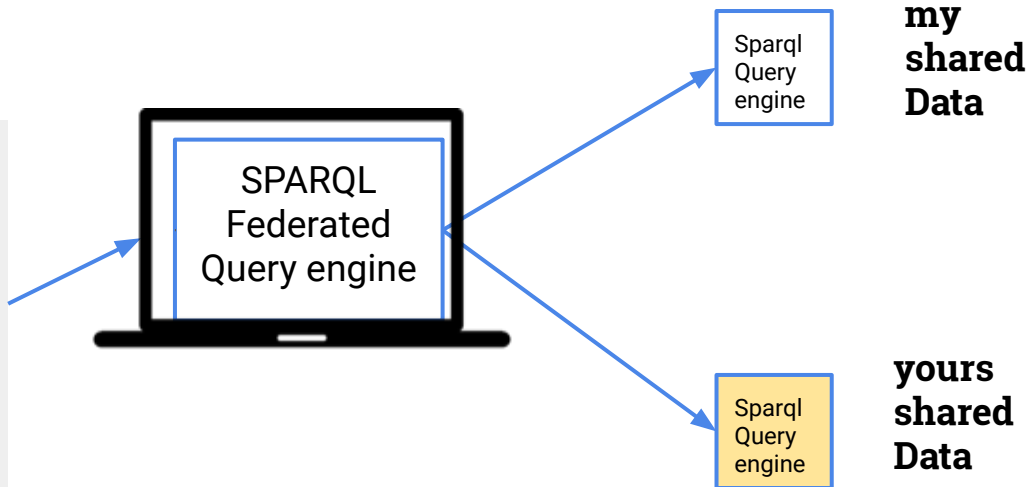 my
shared
Data
Sparql
Query
engine
SPARQL
Federated
Query engine
yours
shared
Data
Sparql
Query
engine